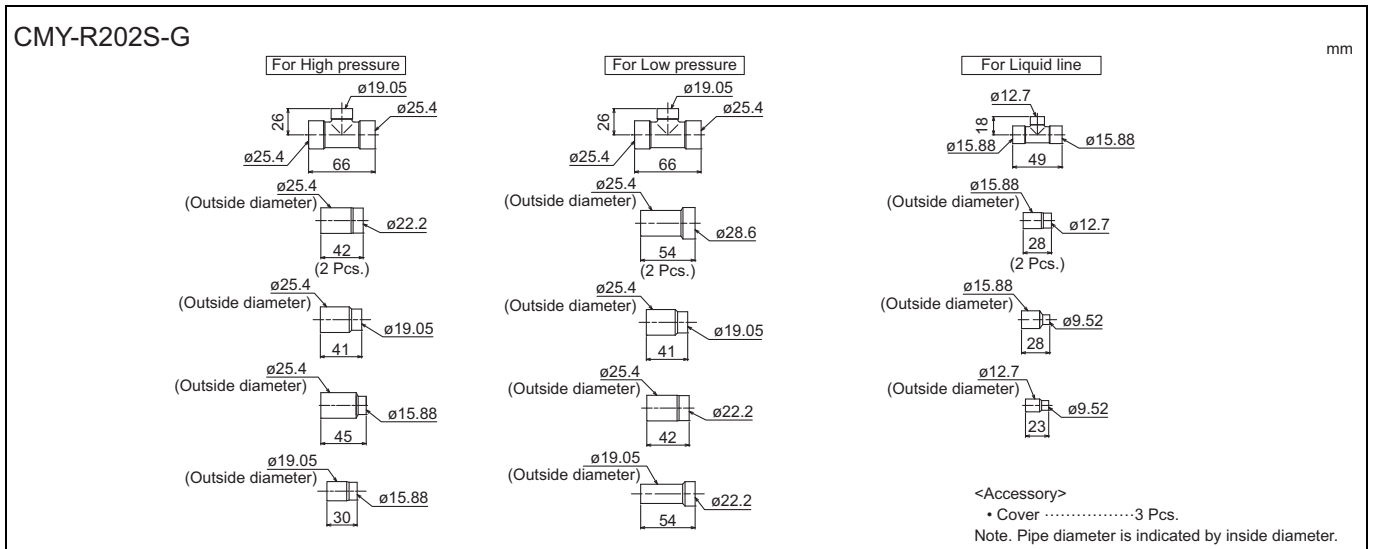 CMY-R202S-G
mm
For High pressure
ø19.05
ø25.4
26
ø25.4
66
ø25.4
(Outside diameter)
ø22.2
42
(2 Pcs.)
ø25.4
(Outside diameter)
ø19.05
41
ø25.4
(Outside diameter)
ø15.88
45
ø19.05
(Outside diameter)
ø15.88
30
For Low pressure
ø19.05
ø25.4
26
ø25.4
66
ø25.4
(Outside diameter)
ø28.6
54
(2 Pcs.)
ø25.4
(Outside diameter)
ø19.05
41
ø25.4
(Outside diameter)
ø22.2
42
ø19.05
(Outside diameter)
ø22.2
54
For Liquid line
ø12.7
18
ø15.88
ø15.88
49
ø15.88
(Outside diameter)
ø12.7
28
(2 Pcs.)
ø15.88
(Outside diameter)
ø9.52
28
ø12.7
(Outside diameter)
ø9.52
23
<Accessory>
• Cover ·················3 Pcs.
Note. Pipe diameter is indicated by inside diameter.